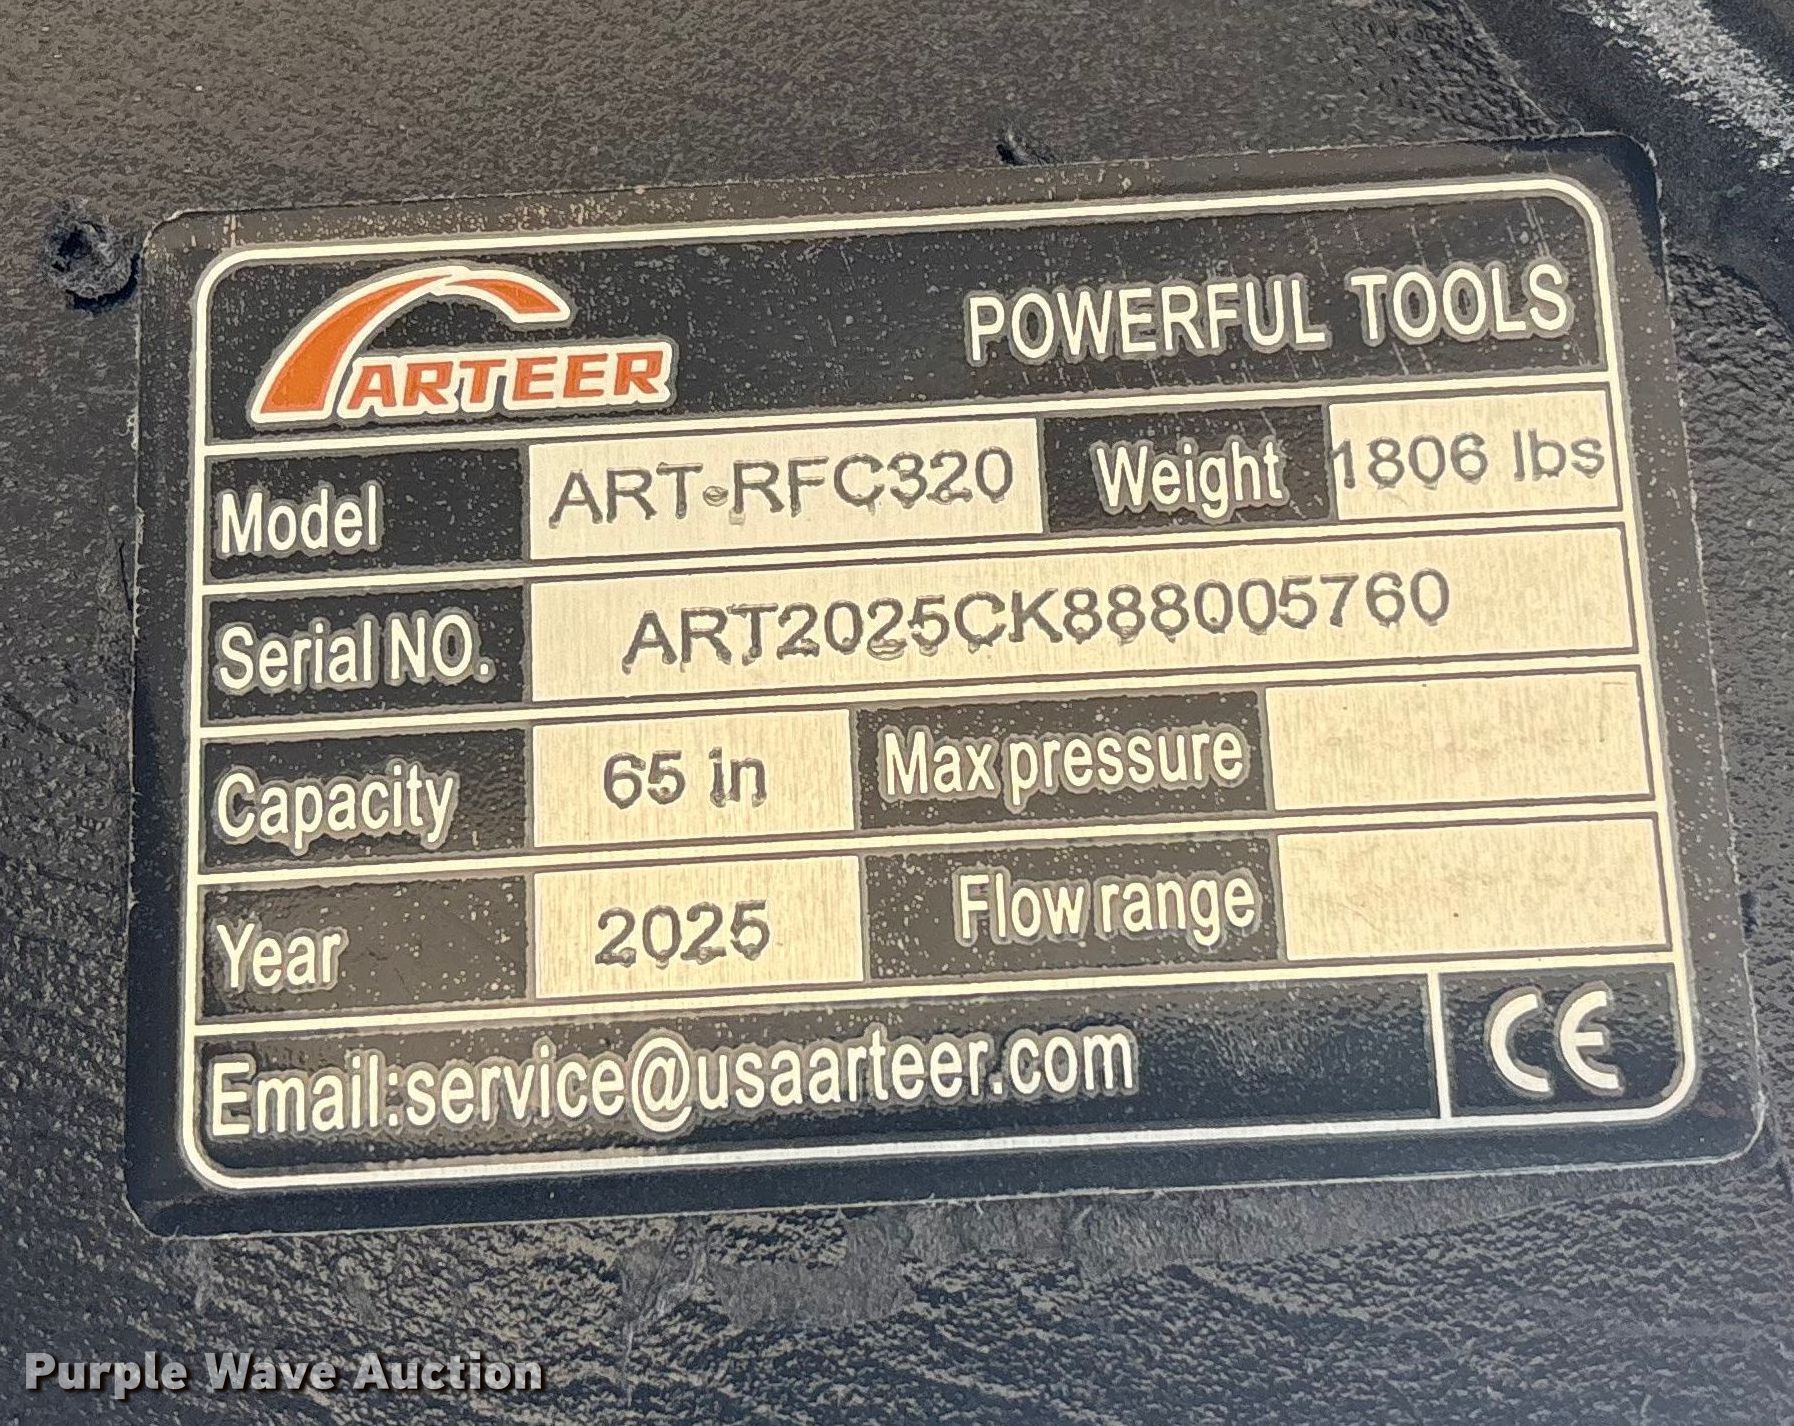 ARTEER POWERFUL TOOLS
Model ART-RFC320 Weight 1806 lbs
Serial NO. ART2025CK888005760
Capacity 65 in Max pressure
Year 2025 Flow range
Email:service@usaarteer.com CE
Purple Wave Auction